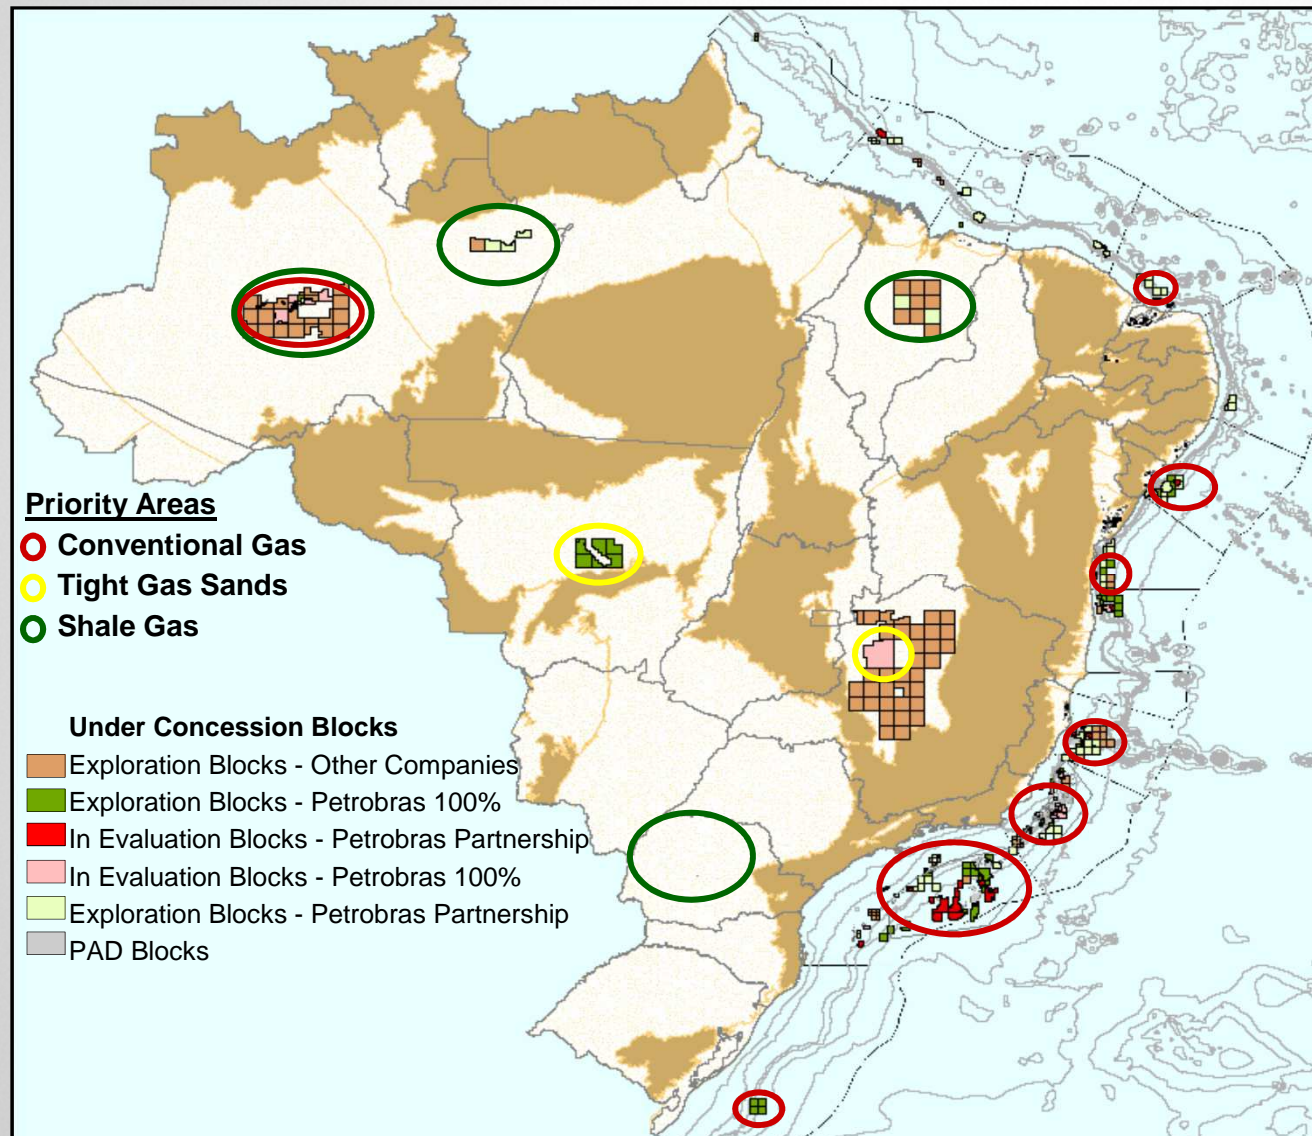 Priority Areas
Conventional Gas
Tight Gas Sands
Shale Gas
Under Concession Blocks
Exploration Blocks - Other Companies
Exploration Blocks - Petrobras 100%
In Evaluation Blocks - Petrobras Partnership
In Evaluation Blocks - Petrobras 100%
Exploration Blocks - Petrobras Partnership
PAD Blocks